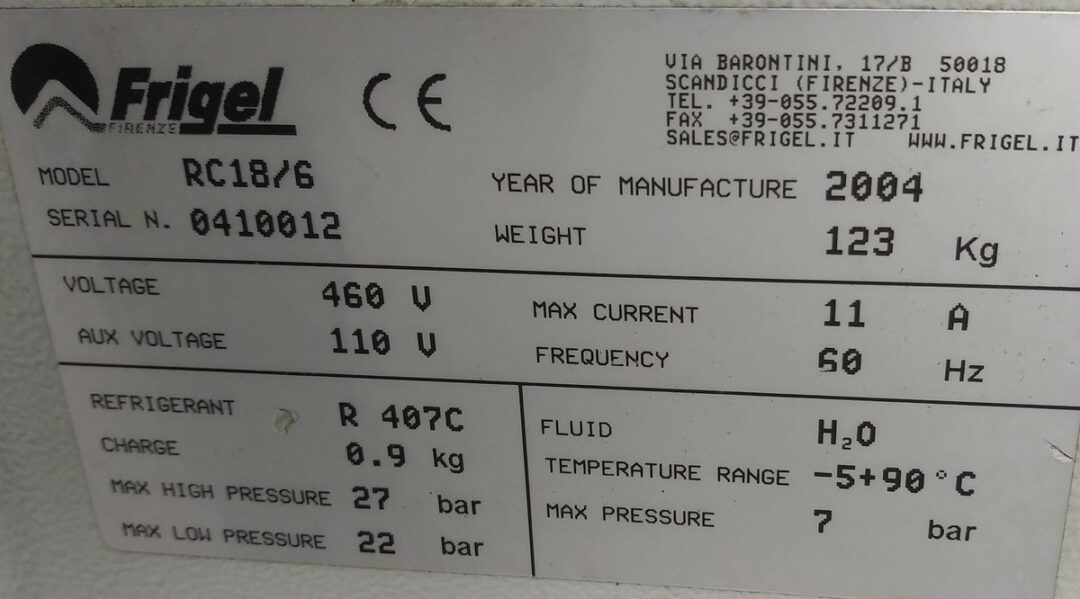 Frigel
FIRENZE
CE
VIA BARONTINI, 17/B 50018
SCANDICCI (FIRENZE)-ITALY
TEL. +39-055.72209.1
FAX +39-055.7311271
SALES@FRIGEL.IT WWW.FRIGEL.IT
MODEL RC18/6
YEAR OF MANUFACTURE 2004
SERIAL N. 0410012
WEIGHT 123 Kg
VOLTAGE 460 V
MAX CURRENT 11 A
AUX VOLTAGE 110 V
FREQUENCY 60 Hz
REFRIGERANT R 407C
CHARGE 0.9 kg
MAX HIGH PRESSURE 27 bar
MAX LOW PRESSURE 22 bar
FLUID H₂O
TEMPERATURE RANGE -5+90 °C
MAX PRESSURE 7 bar